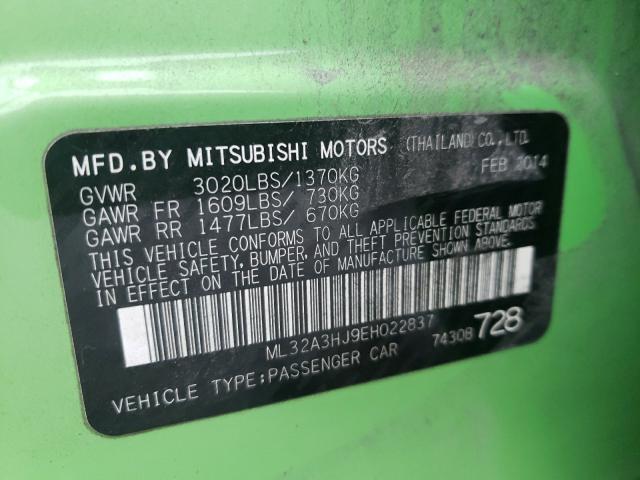 MFD.BY MITSUBISHI MOTORS (THAILAND)CO.,LTD.
FEB 2014
GVWR 3020LBS/1370KG
GAWR FR 1609LBS/ 730KG
GAWR RR 1477LBS/ 670KG
THIS VEHICLE CONFORMS TO ALL APPLICABLE FEDERAL MOTOR
VEHICLE SAFETY, BUMPER, AND THEFT PREVENTION STANDARDS
IN EFFECT ON THE DATE OF MANUFACTURE SHOWN ABOVE.
ML32A3HJ9EH022837
74308 728
VEHICLE TYPE:PASSENGER CAR